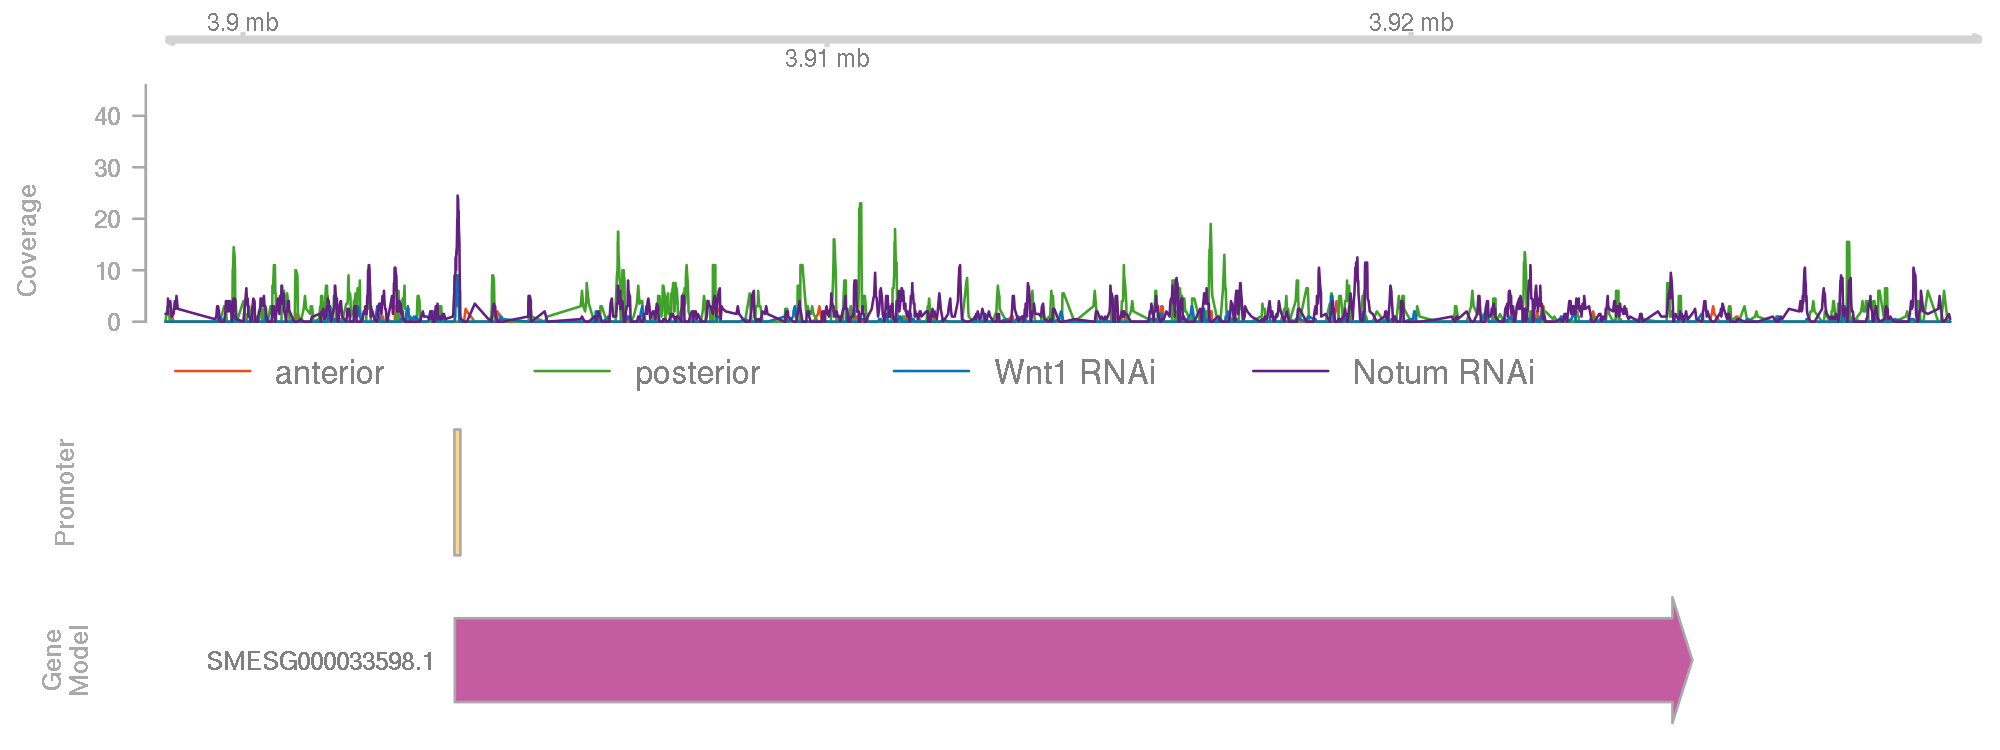 3.9 mb
3.92 mb
3.91 mb
Coverage
40
30
20
10
0
anterior posterior Wnt1 RNAi Notum RNAi
Promoter
Gene
Model
SMESG000033598.1